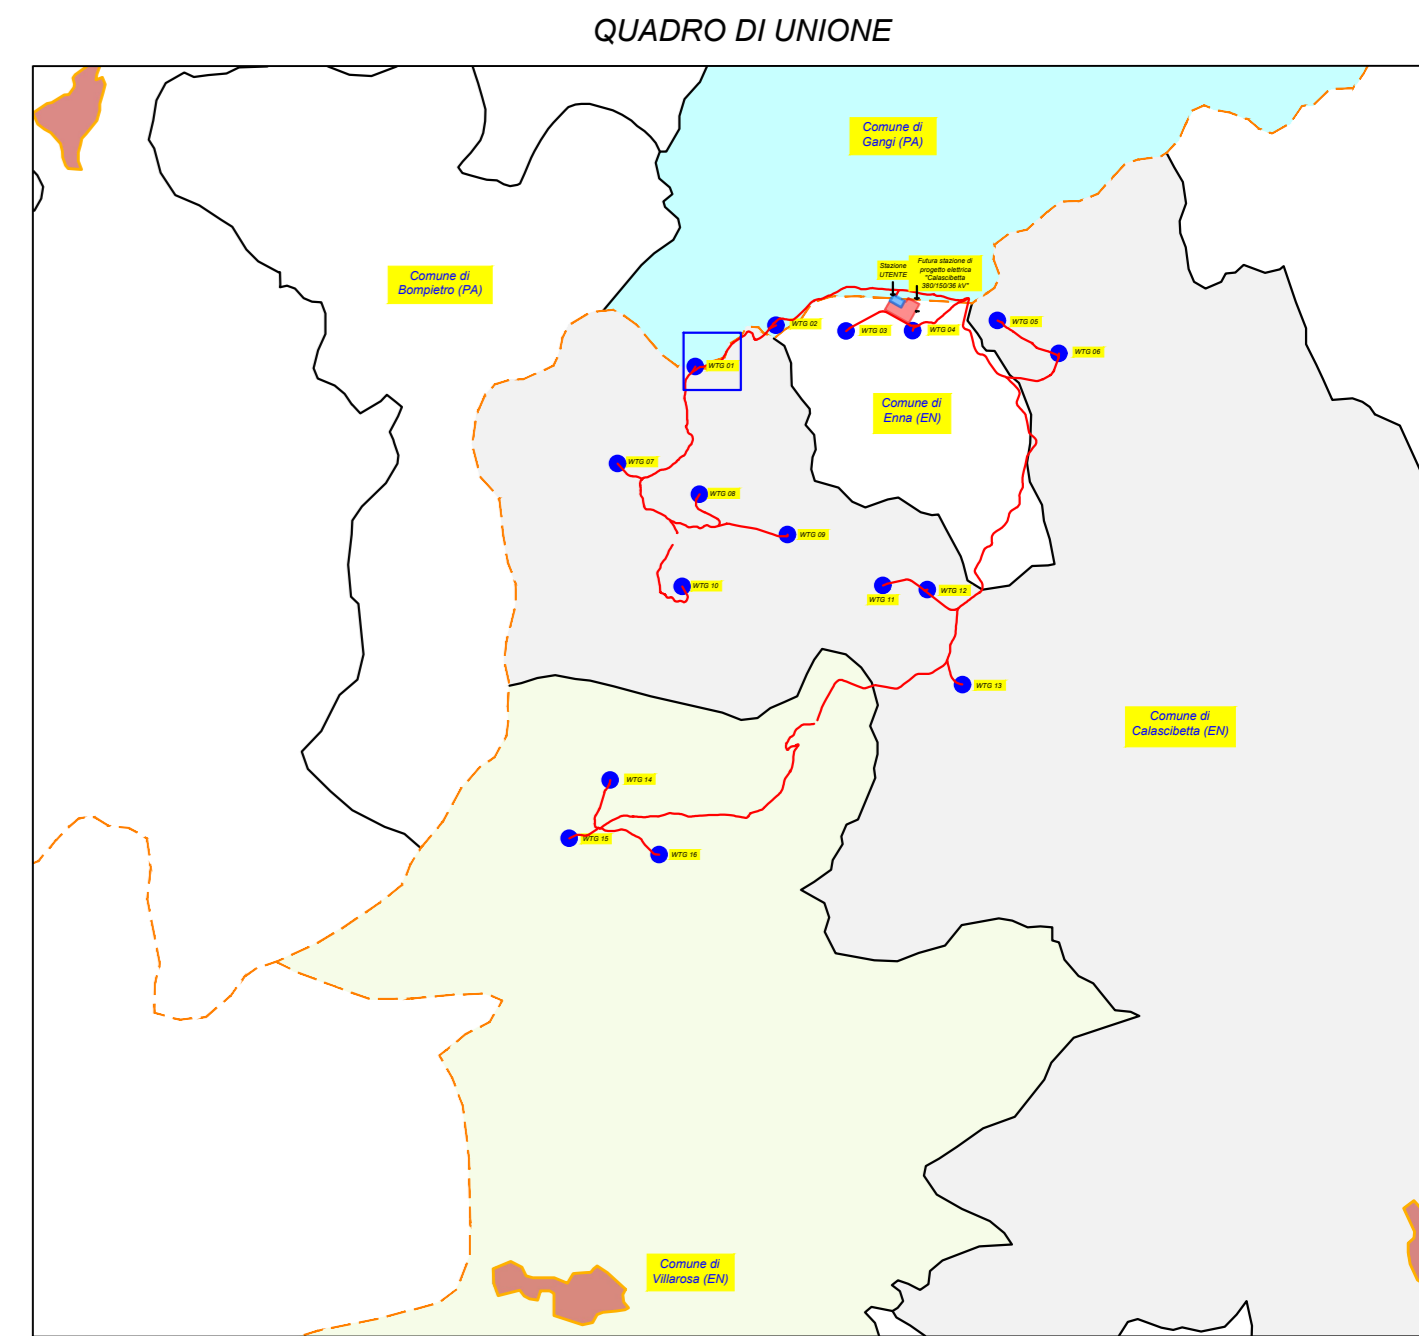 QUADRO DI UNIONE
Comune di
Gangi (PA)
Comune di
Bompietro (PA)
Stazione
UTENTE
Futura stazione di
progetto elettrica
"Calascibetta
380/150/36 kV"
WTG 02
WTG 03
WTG 04
WTG 05
WTG 06
WTG 01
Comune di
Enna (EN)
WTG 07
WTG 08
WTG 09
WTG 10
WTG 11
WTG 12
WTG 13
Comune di
Calascibetta (EN)
WTG 14
WTG 15
WTG 16
Comune di
Villarosa (EN)